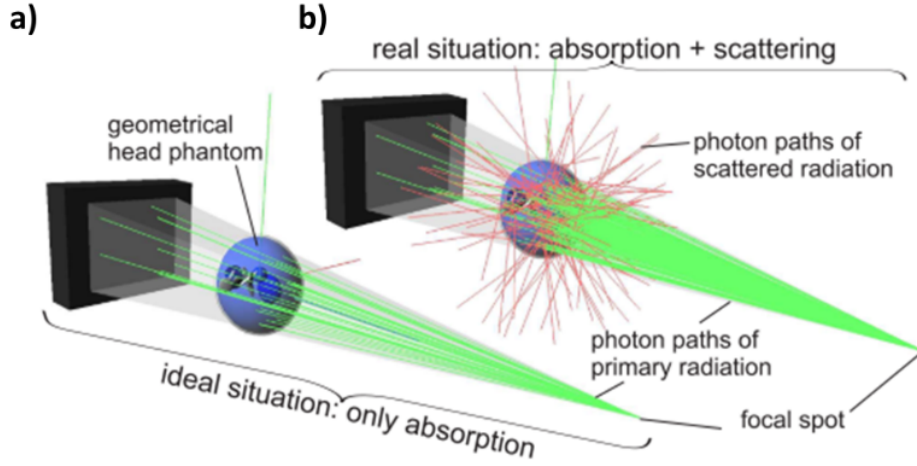 a)
b)
real situation: absorption + scattering
geometrical
head phantom
photon paths of
scattered radiation
photon paths of
primary radiation
ideal situation: only absorption
focal spot